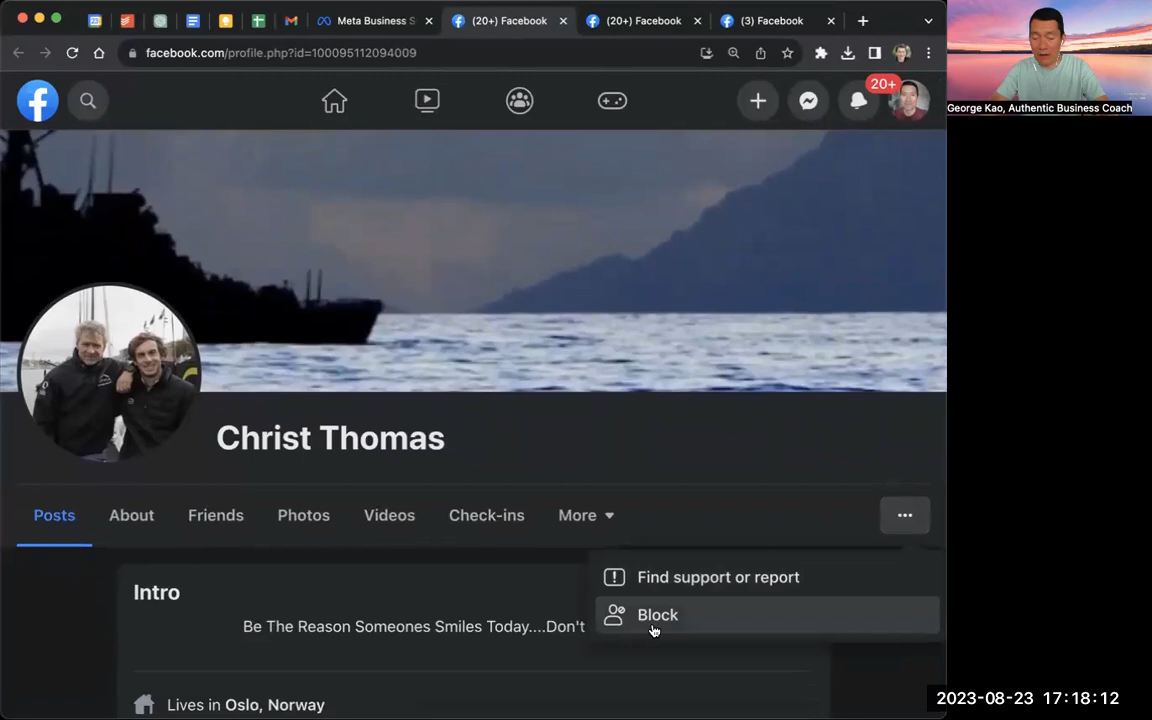 Meta Business S
(20+) Facebook
(20+) Facebook
(3) Facebook
facebook.com/profile.php?id=100095112094009
20+
George Kao, Authentic Business Coach
Christ Thomas
Posts
About
Friends
Photos
Videos
Check-ins
More
Find support or report
Block
Intro
Be The Reason Someones Smiles Today....Don't
Lives in Oslo, Norway
2023-08-23 17:18:12